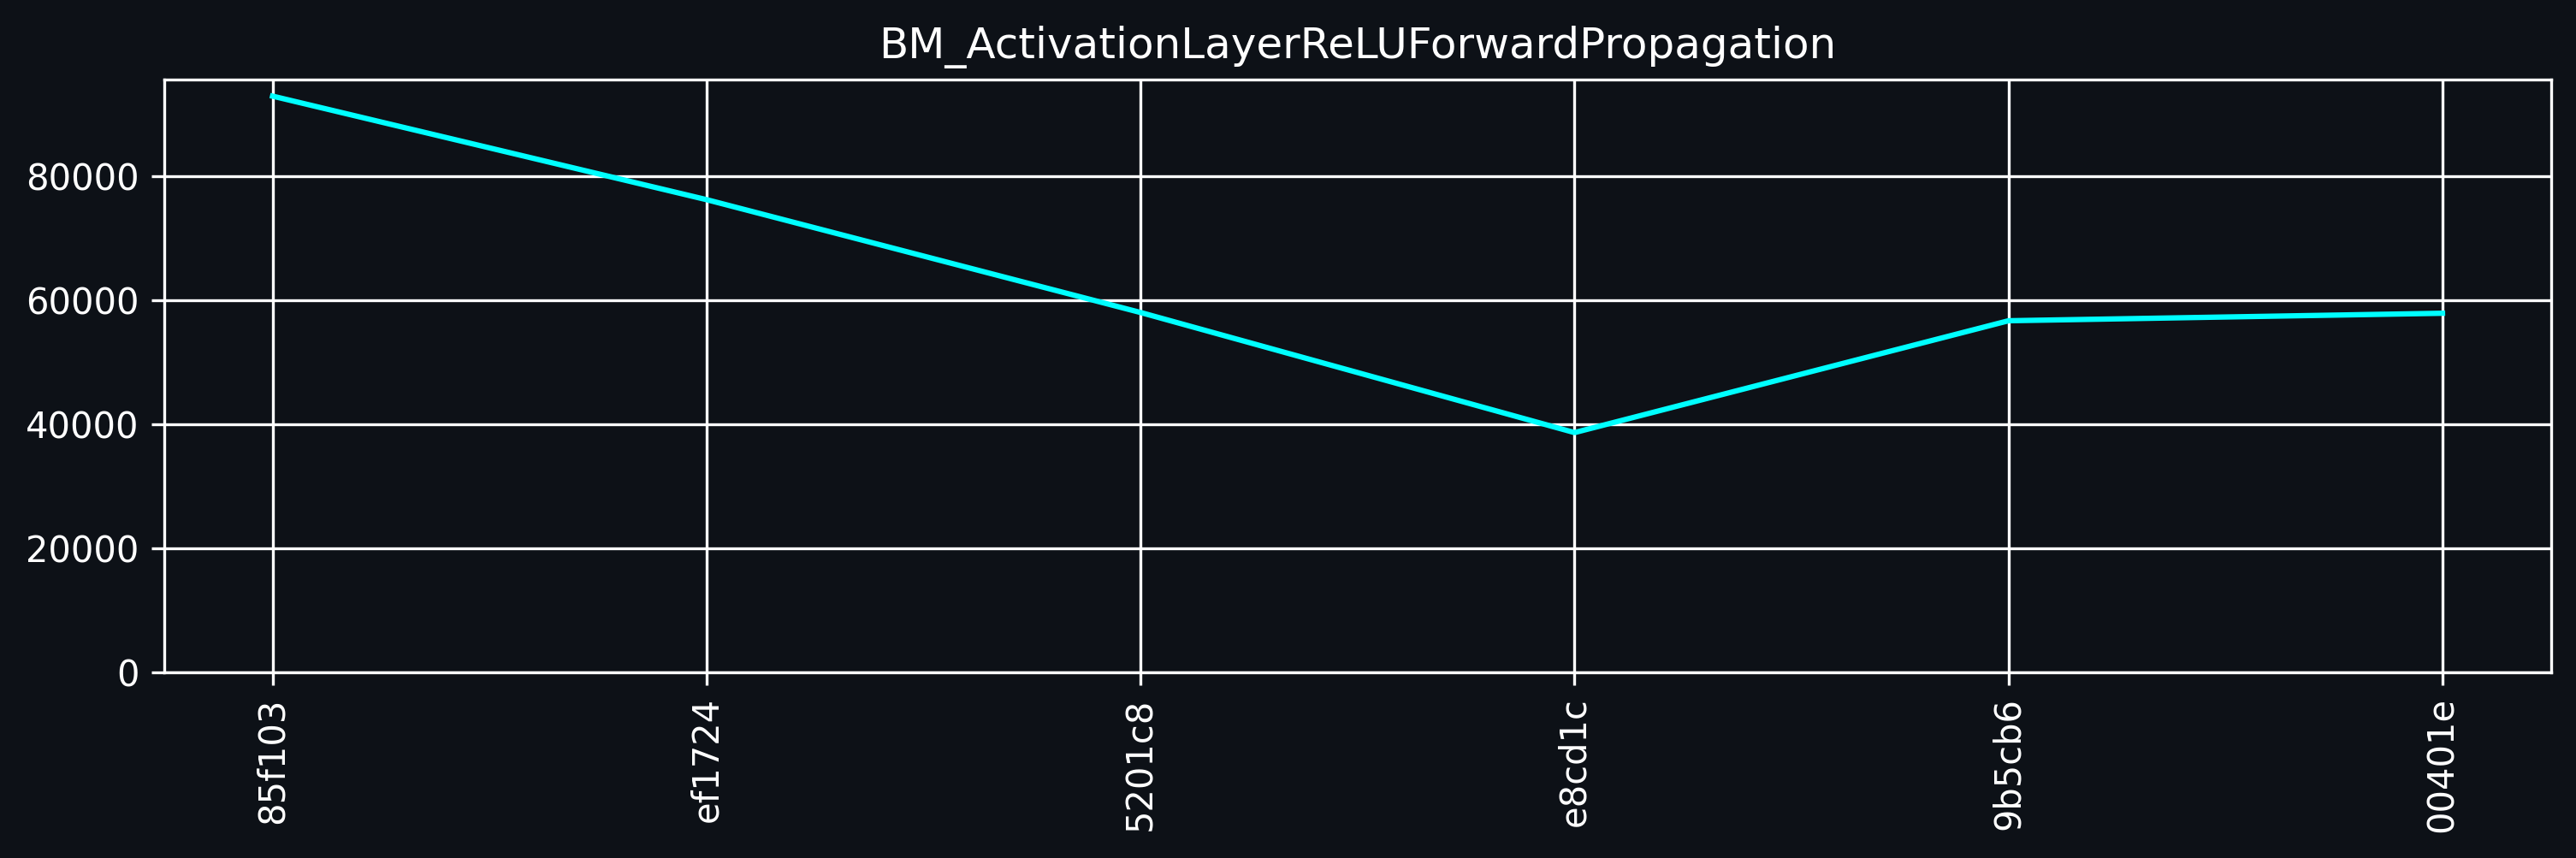 BM_ActivationLayerReLUForwardPropagation
80000
60000
40000
20000
0
85f103
ef1724
5201c8
e8cd1c
9b5cb6
00401e